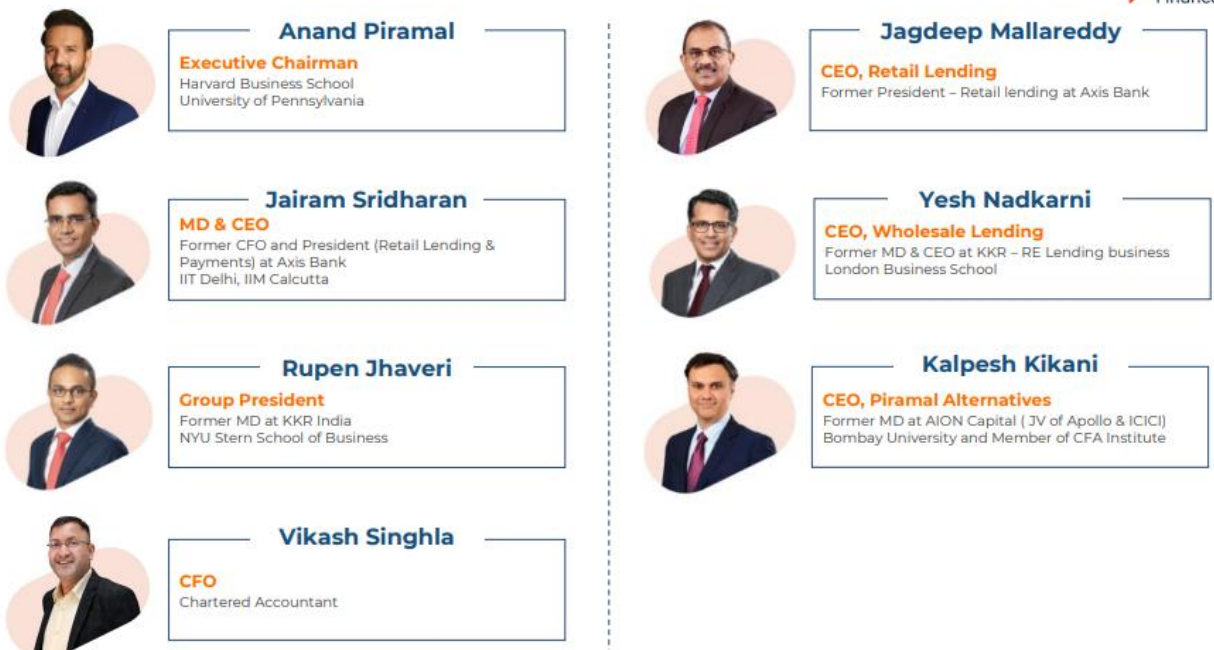 Finance
Anand Piramal
Executive Chairman
Harvard Business School
University of Pennsylvania
Jairam Sridharan
MD & CEO
Former CFO and President (Retail Lending &
Payments) at Axis Bank
IIT Delhi, IIM Calcutta
Rupen Jhaveri
Group President
Former MD at KKR India
NYU Stern School of Business
Vikash Singhla
CFO
Chartered Accountant
Jagdeep Mallareddy
CEO, Retail Lending
Former President – Retail lending at Axis Bank
Yesh Nadkarni
CEO, Wholesale Lending
Former MD & CEO at KKR – RE Lending business
London Business School
Kalpesh Kikani
CEO, Piramal Alternatives
Former MD at AION Capital ( JV of Apollo & ICICI)
Bombay University and Member of CFA Institute